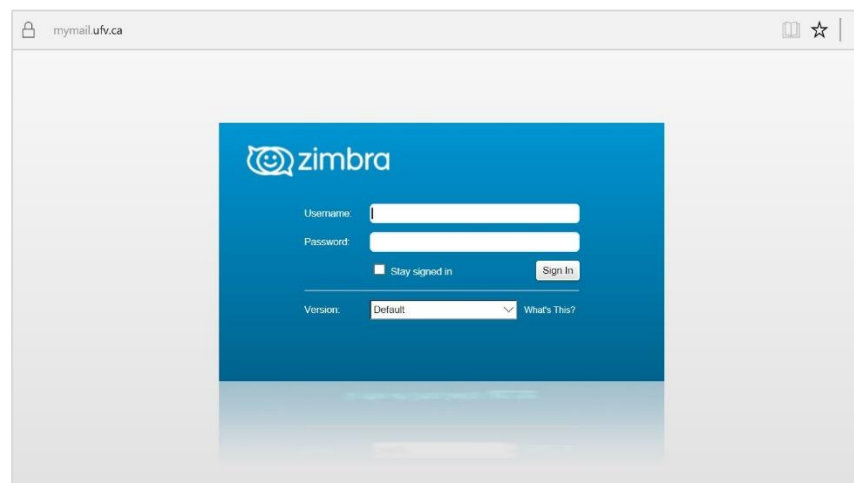 mymail.ufv.ca
zimbra
Username:
Password:
Stay signed in Sign In
Version: Default What's This?